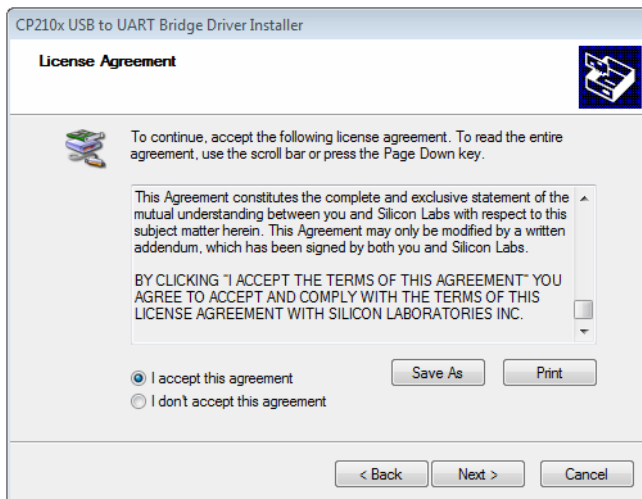 CP210x USB to UART Bridge Driver Installer
License Agreement
To continue, accept the following license agreement. To read the entire
agreement, use the scroll bar or press the Page Down key.
This Agreement constitutes the complete and exclusive statement of the
mutual understanding between you and Silicon Labs with respect to this
subject matter herein. This Agreement may only be modified by a written
addendum, which has been signed by both you and Silicon Labs.
BY CLICKING "I ACCEPT THE TERMS OF THIS AGREEMENT" YOU
AGREE TO ACCEPT AND COMPLY WITH THE TERMS OF THIS
LICENSE AGREEMENT WITH SILICON LABORATORIES INC.
I accept this agreement
Save As
Print
I don't accept this agreement
< Back
Next >
Cancel